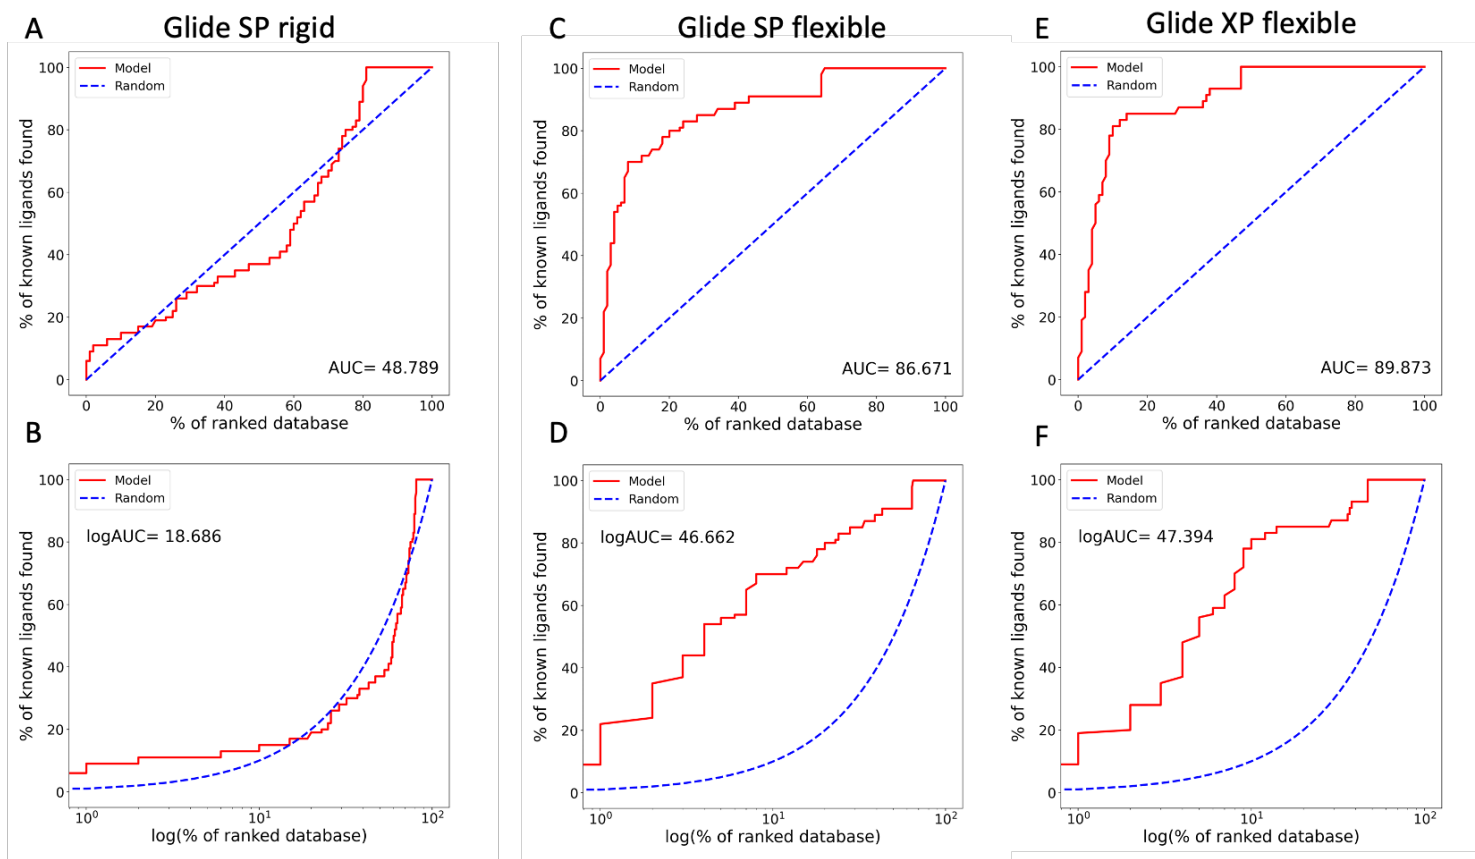 A
Glide SP rigid
C
Glide SP flexible
E
Glide XP flexible
Model
Random
% of known ligands found
100
80
60
40
20
0
AUC= 48.789
0 20 40 60 80 100
% of ranked database
Model
Random
% of known ligands found
100
80
60
40
20
0
AUC= 86.671
0 20 40 60 80 100
% of ranked database
Model
Random
% of known ligands found
100
80
60
40
20
0
AUC= 89.873
0 20 40 60 80 100
% of ranked database
B
Model
Random
logAUC= 18.686
% of known ligands found
100
80
60
40
20
0
10⁰ 10¹ 10²
log(% of ranked database)
D
Model
Random
logAUC= 46.662
% of known ligands found
100
80
60
40
20
0
10⁰ 10¹ 10²
log(% of ranked database)
F
Model
Random
logAUC= 47.394
% of known ligands found
100
80
60
40
20
0
10⁰ 10¹ 10²
log(% of ranked database)